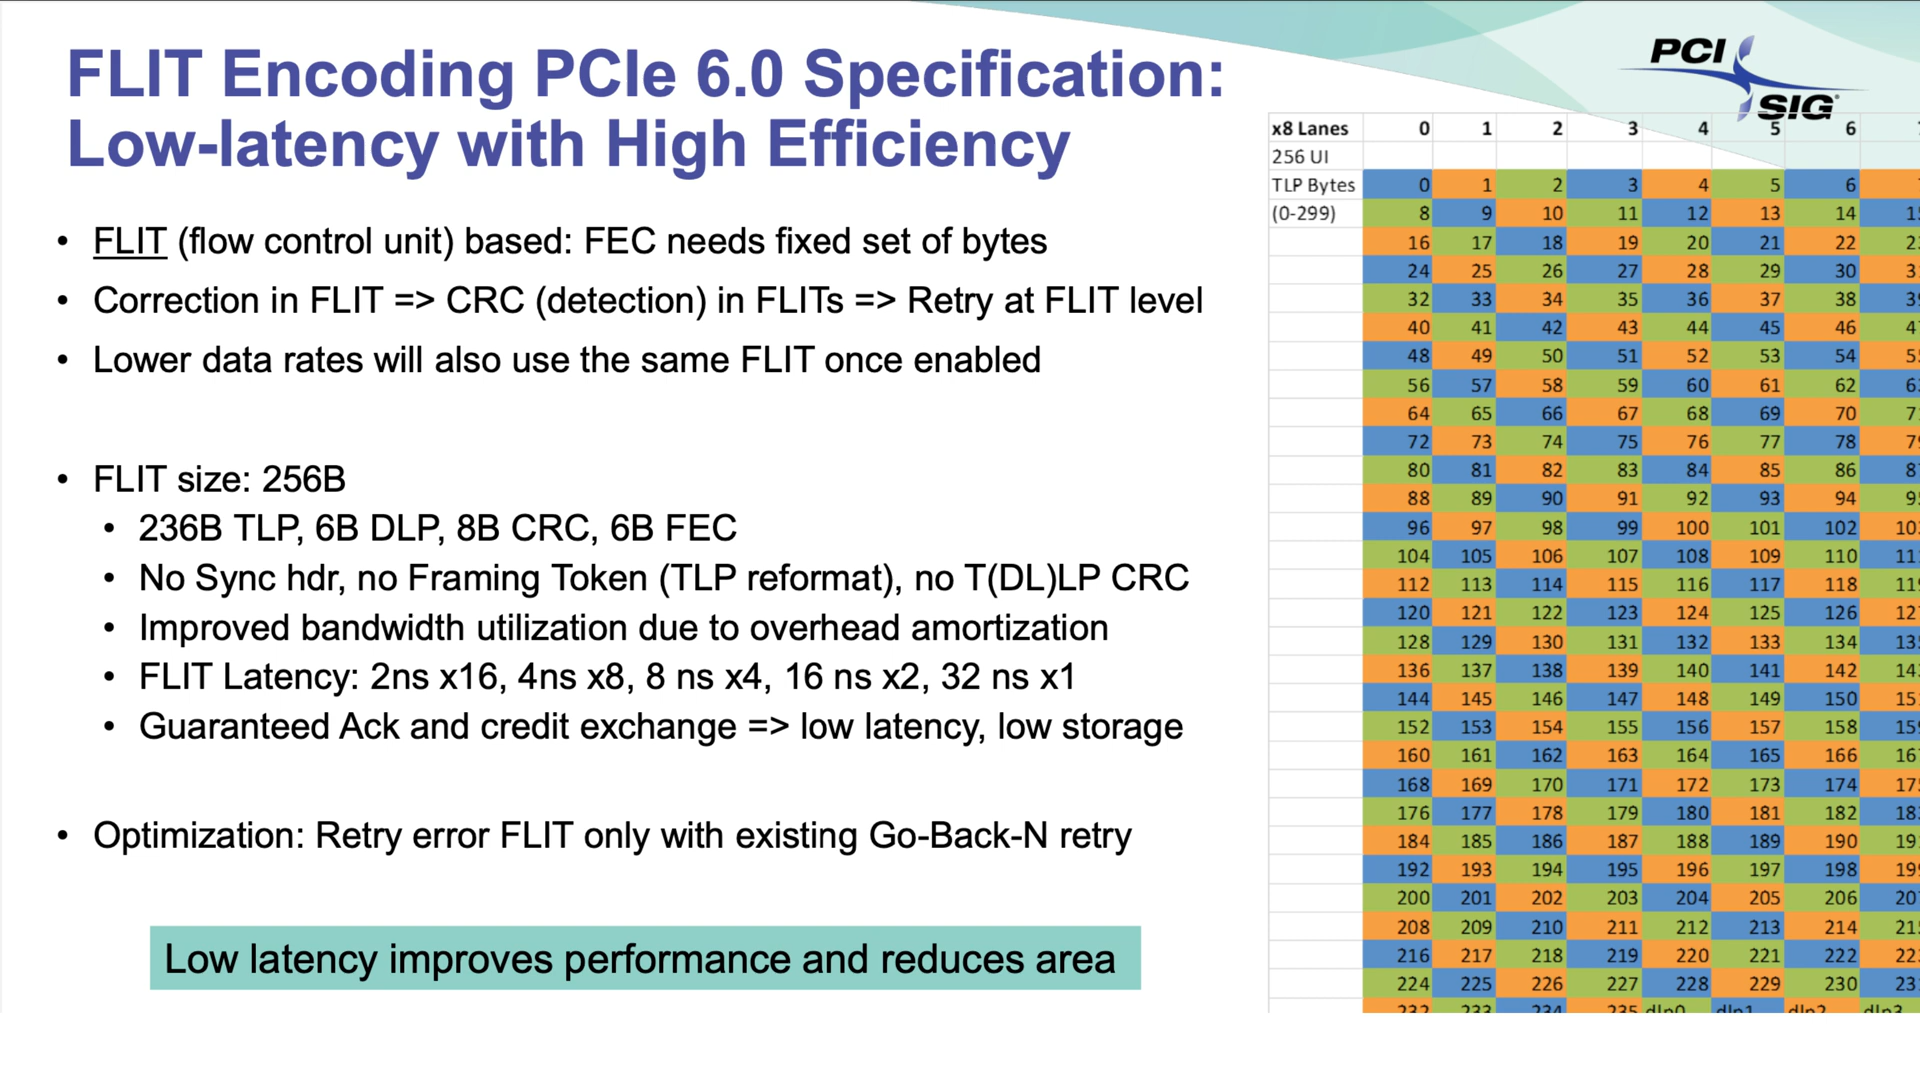 FLIT Encoding PCIe 6.0 Specification:
Low-latency with High Efficiency
PCI
SIG
• FLIT (flow control unit) based: FEC needs fixed set of bytes
• Correction in FLIT => CRC (detection) in FLITs => Retry at FLIT level
• Lower data rates will also use the same FLIT once enabled
• FLIT size: 256B
• 236B TLP, 6B DLP, 8B CRC, 6B FEC
• No Sync hdr, no Framing Token (TLP reformat), no T(DL)LP CRC
• Improved bandwidth utilization due to overhead amortization
• FLIT Latency: 2ns x16, 4ns x8, 8 ns x4, 16 ns x2, 32 ns x1
• Guaranteed Ack and credit exchange => low latency, low storage
• Optimization: Retry error FLIT only with existing Go-Back-N retry
Low latency improves performance and reduces area
x8 Lanes 0 1 2 3 4 5 6
256 UI
TLP Bytes 0 1 2 3 4 5 6
(0-299) 8 9 10 11 12 13 14
16 17 18 19 20 21 22
24 25 26 27 28 29 30
32 33 34 35 36 37 38
40 41 42 43 44 45 46
48 49 50 51 52 53 54
56 57 58 59 60 61 62
64 65 66 67 68 69 70
72 73 74 75 76 77 78
80 81 82 83 84 85 86
88 89 90 91 92 93 94
96 97 98 99 100 101 102
104 105 106 107 108 109 110
112 113 114 115 116 117 118
120 121 122 123 124 125 126
128 129 130 131 132 133 134
136 137 138 139 140 141 142
144 145 146 147 148 149 150
152 153 154 155 156 157 158
160 161 162 163 164 165 166
168 169 170 171 172 173 174
176 177 178 179 180 181 182
184 185 186 187 188 189 190
192 193 194 195 196 197 198
200 201 202 203 204 205 206
208 209 210 211 212 213 214
216 217 218 219 220 221 222
224 225 226 227 228 229 230
232 233 234 235 dlp0 dlp1 dlp2 dlp3